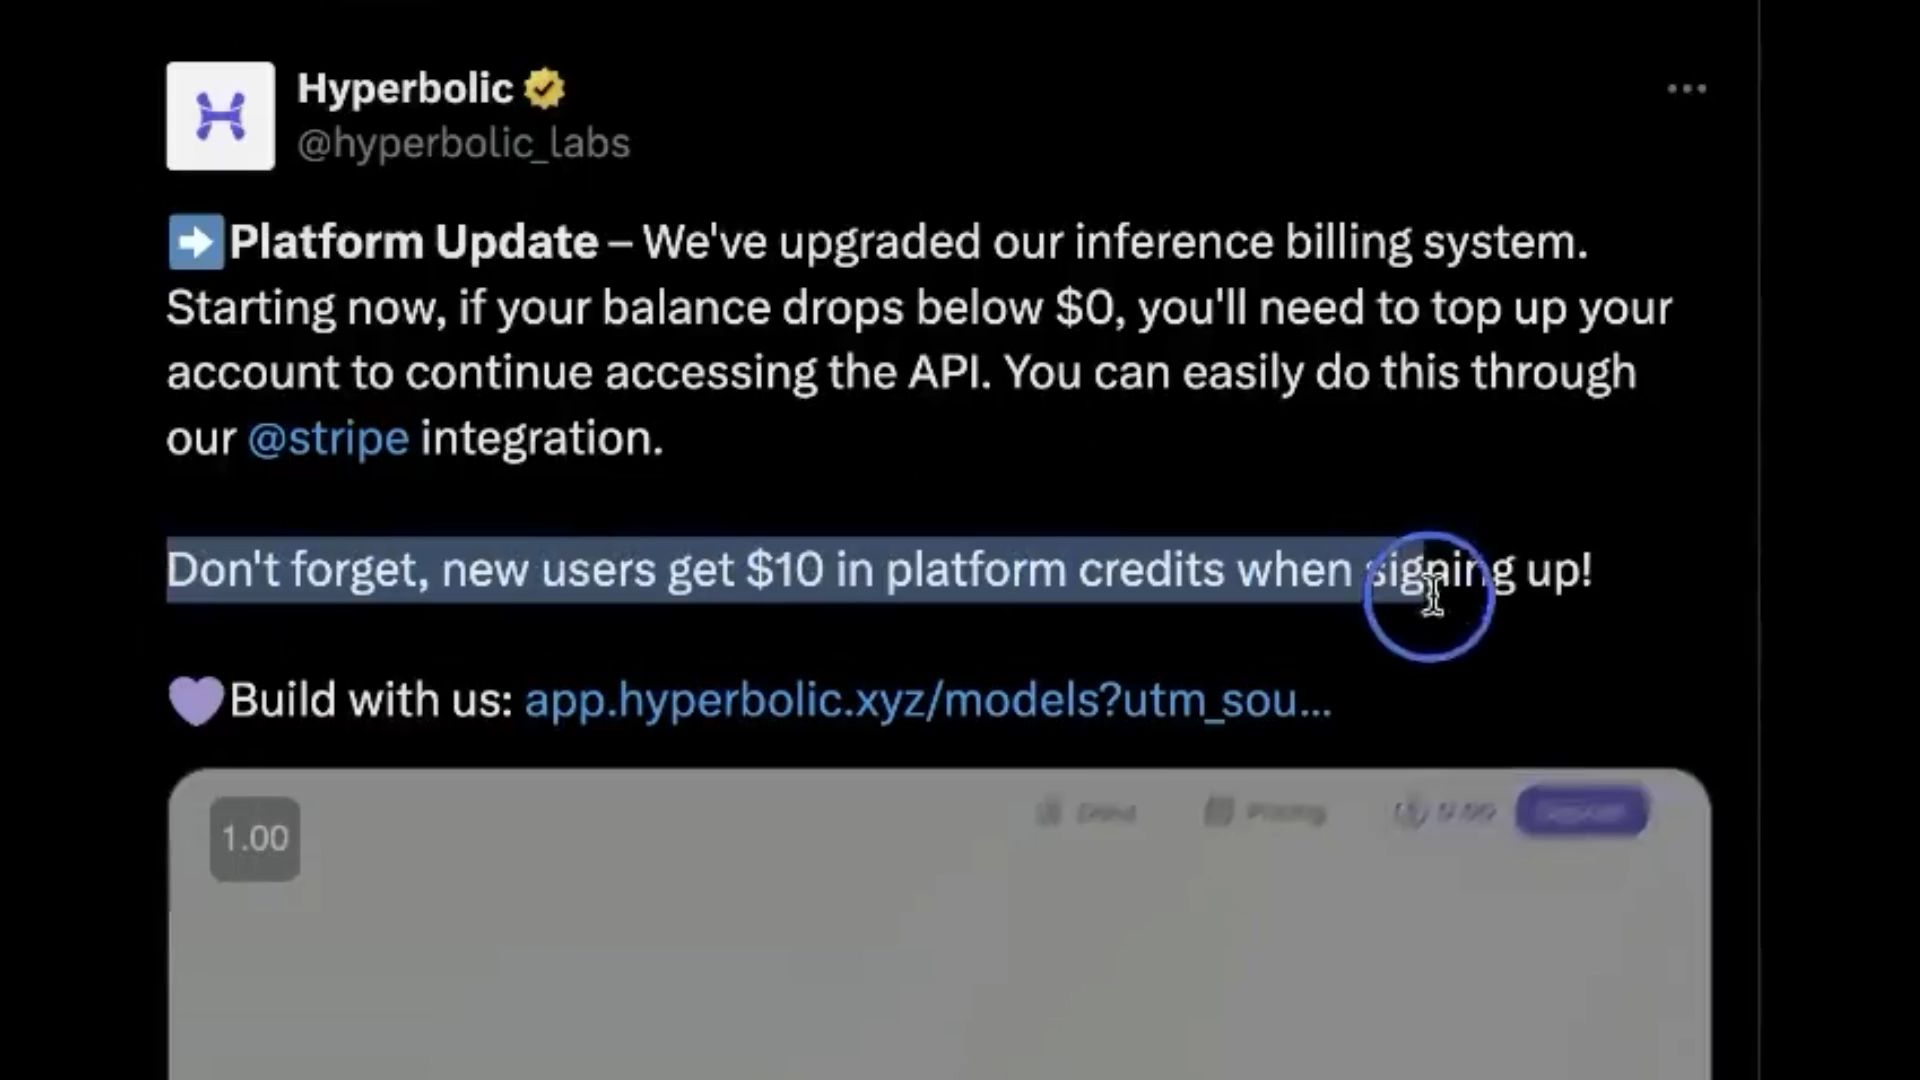 Hyperbolic
@hyperbolic_labs
➡️Platform Update – We've upgraded our inference billing system.
Starting now, if your balance drops below $0, you'll need to top up your
account to continue accessing the API. You can easily do this through
our @stripe integration.
Don't forget, new users get $10 in platform credits when signing up!
💜Build with us: app.hyperbolic.xyz/models?utm_sou...
1.00